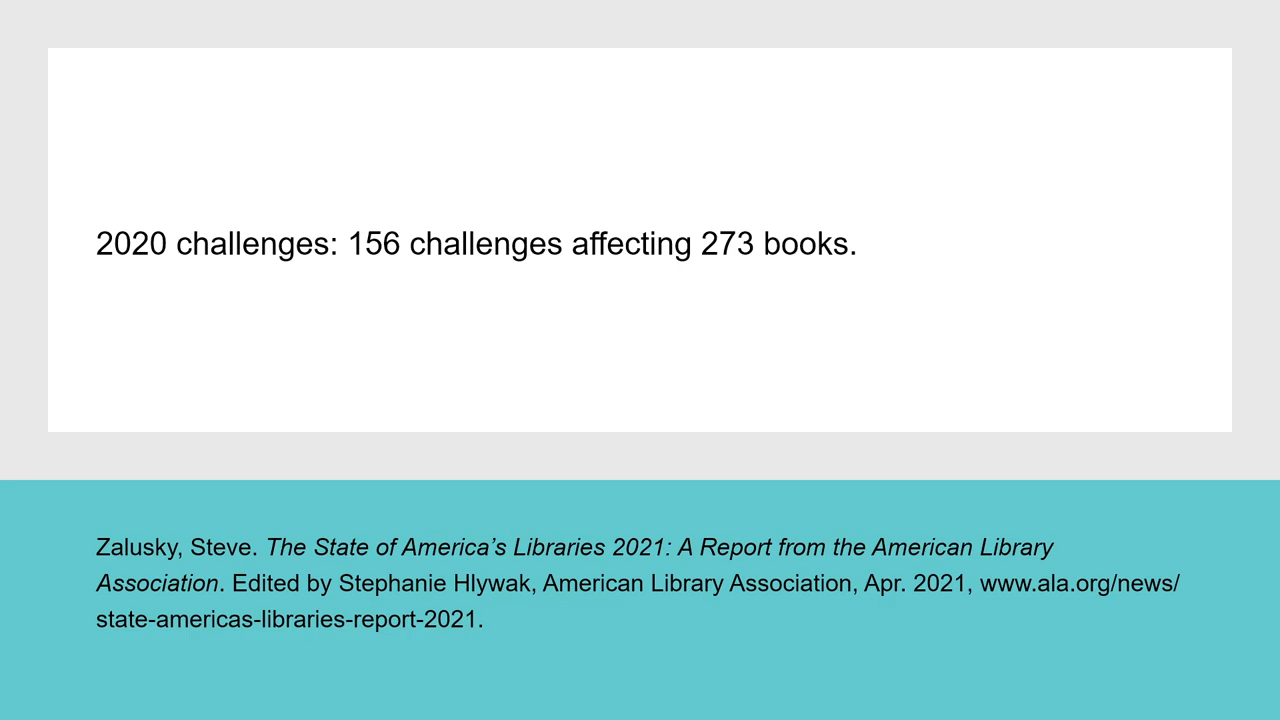 2020 challenges: 156 challenges affecting 273 books.
Zalusky, Steve. The State of America’s Libraries 2021: A Report from the American Library
Association. Edited by Stephanie Hlywak, American Library Association, Apr. 2021, www.ala.org/news/
state-americas-libraries-report-2021.